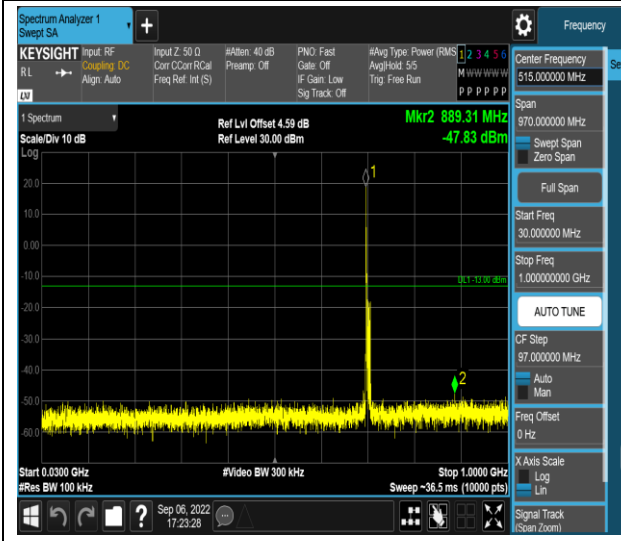 Spectrum Analyzer 1
Swept SA
Frequency
KEYSIGHT
RL
Input: RF
Coupling: DC
Align: Auto
Input Z: 50 Ω
Corr CCorr RCal
Freq Ref: Int (S)
#Atten: 40 dB
Preamp: Off
PNO: Fast
Gate: Off
IF Gain: Low
Sig Track: Off
#Avg Type: Power (RMS
Avg|Hold: 5/5
Trig: Free Run
1 2 3 4 5 6
M W W W W W
P P P P P P
LXI
1 Spectrum
Scale/Div 10 dB
Log
Ref Lvl Offset 4.59 dB
Ref Level 30.00 dBm
Mkr2 889.31 MHz
-47.83 dBm
1
20.0
10.0
0.00
-10.0
DL1 -13.00 dBm
-20.0
-30.0
-40.0
2
-50.0
-60.0
Start 0.0300 GHz
#Res BW 100 kHz
#Video BW 300 kHz
Stop 1.0000 GHz
Sweep ~36.5 ms (10000 pts)
Sep 06, 2022
17:23:28
Center Frequency
515.000000 MHz
Se
Span
970.000000 MHz
Swept Span
Zero Span
Full Span
Start Freq
30.000000 MHz
Stop Freq
1.000000000 GHz
AUTO TUNE
CF Step
97.000000 MHz
Auto
Man
Freq Offset
0 Hz
X Axis Scale
Log
Lin
Signal Track
(Span Zoom)